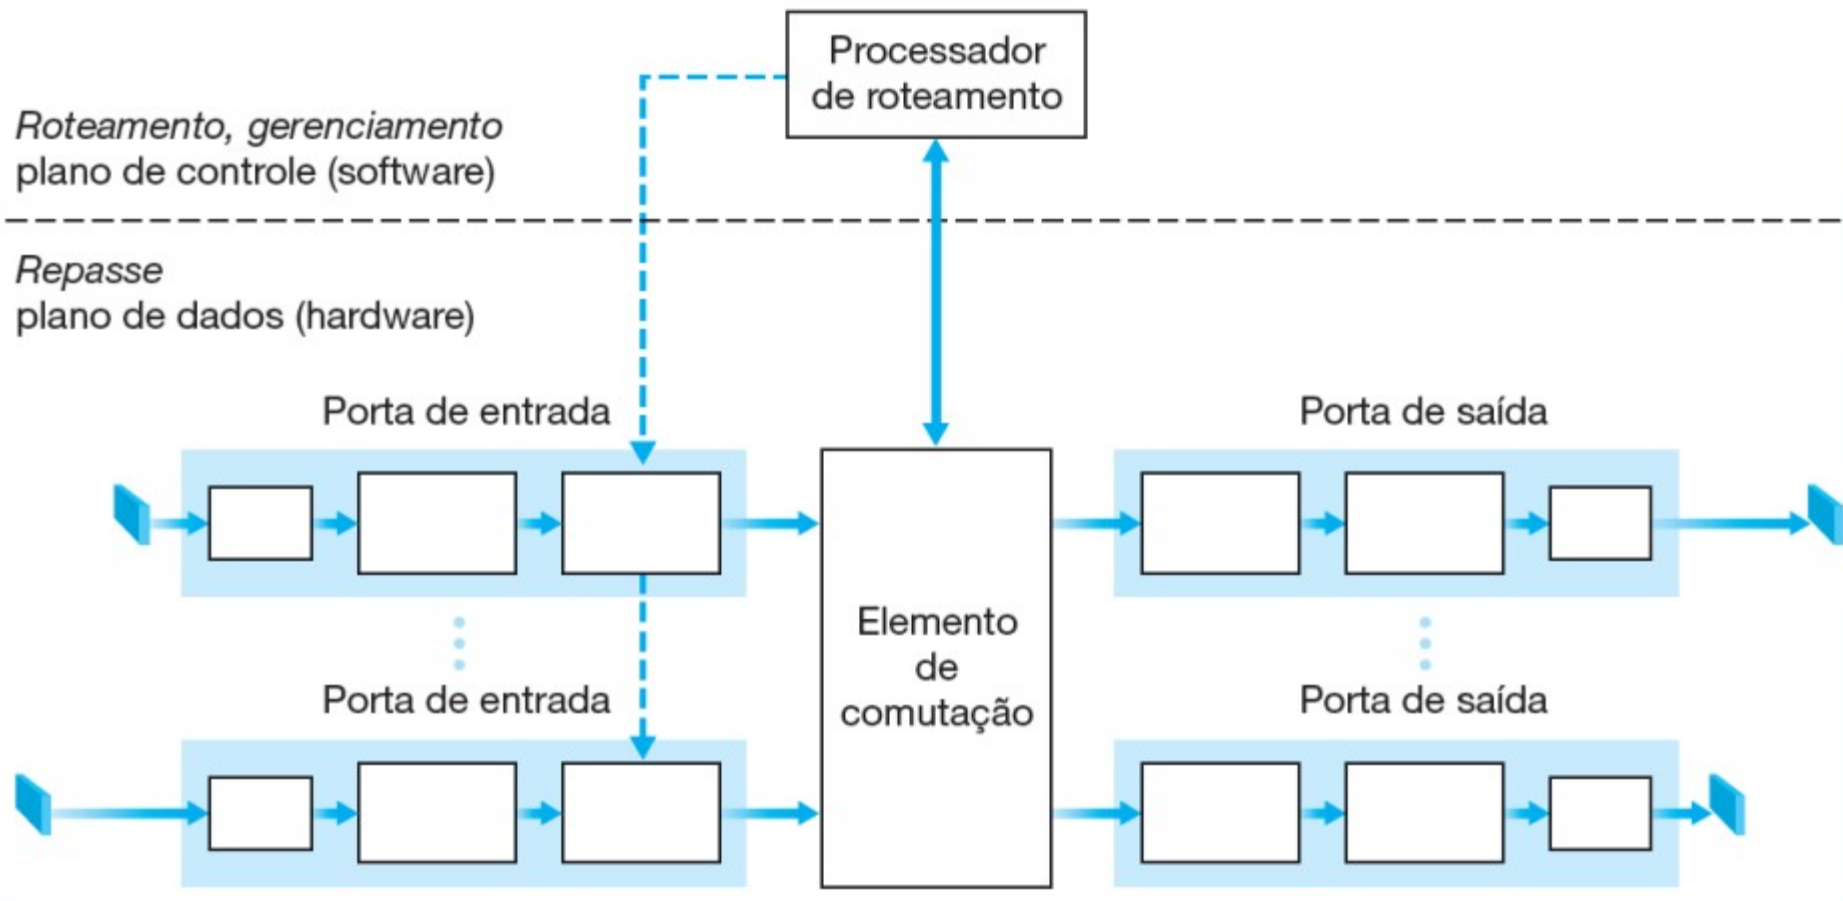 Processador
de roteamento
Roteamento, gerenciamento
plano de controle (software)
Repasse
plano de dados (hardware)
Porta de entrada
Porta de saída
Elemento
de
comutação
Porta de entrada
Porta de saída